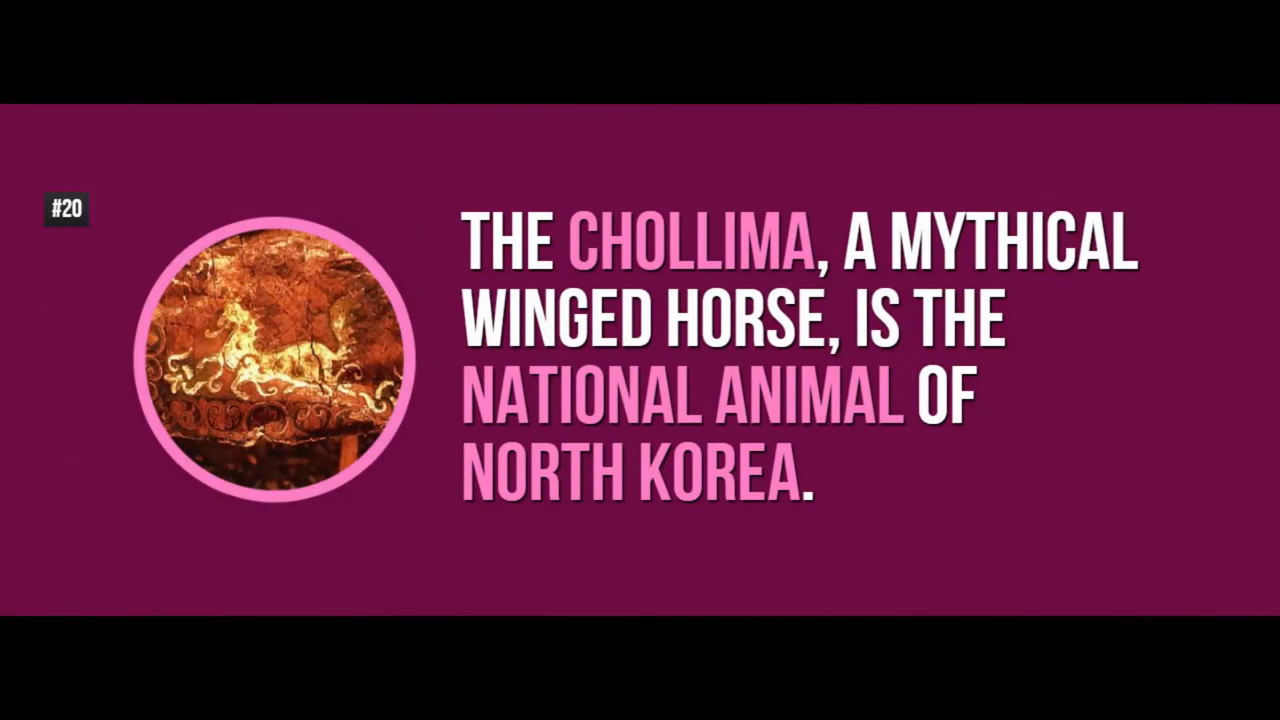 #20
THE CHOLLIMA, A MYTHICAL
WINGED HORSE, IS THE
NATIONAL ANIMAL OF
NORTH KOREA.